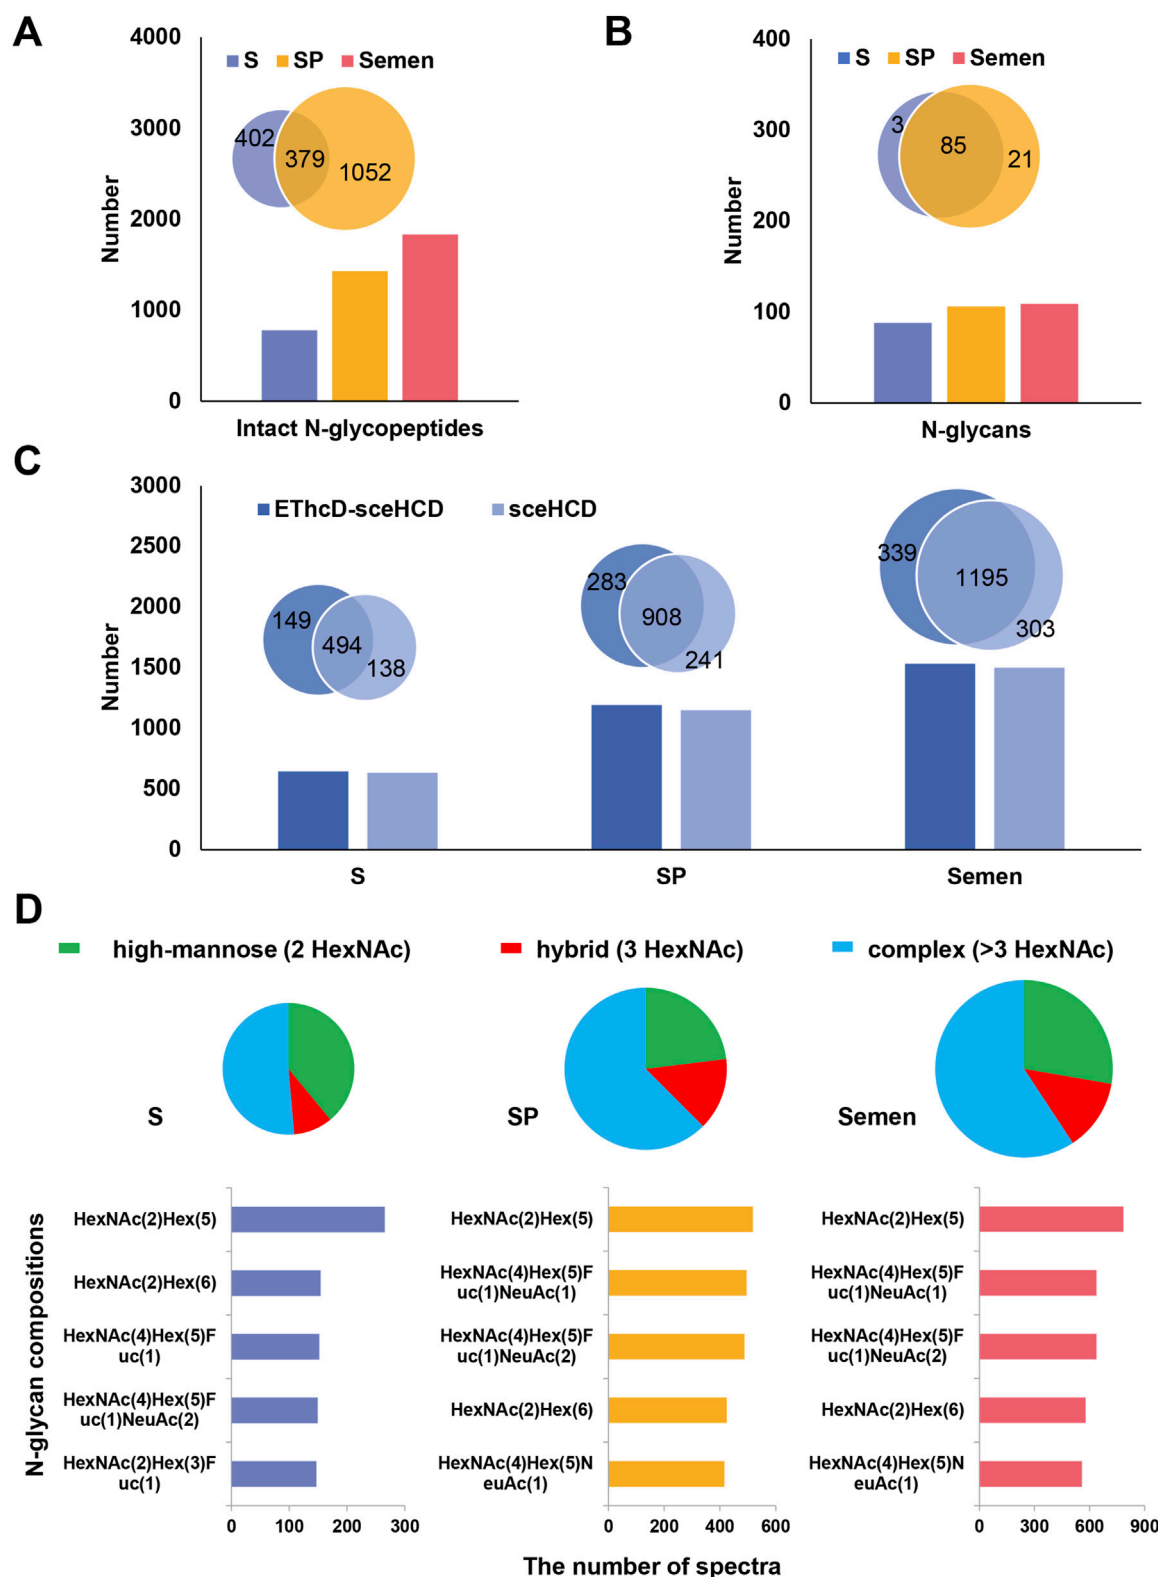 A
4000
3000
2000
1000
0
Number
S SP Semen
402
379
1052
Intact N-glycopeptides
B
400
300
200
100
0
Number
S SP Semen
3
85
21
N-glycans
C
3000
2500
2000
1500
1000
500
0
Number
EThcD-sceHCD sceHCD
149
494
138
283
908
241
339
1195
303
S SP Semen
D
high-mannose (2 HexNAc) hybrid (3 HexNAc) complex (>3 HexNAc)
S
SP
Semen
N-glycan compositions
HexNAc(2)Hex(5)
HexNAc(2)Hex(6)
HexNAc(4)Hex(5)F
uc(1)
HexNAc(4)Hex(5)F
uc(1)NeuAc(2)
HexNAc(2)Hex(3)F
uc(1)
0 100 200 300
HexNAc(2)Hex(5)
HexNAc(4)Hex(5)F
uc(1)NeuAc(1)
HexNAc(4)Hex(5)F
uc(1)NeuAc(2)
HexNAc(2)Hex(6)
HexNAc(4)Hex(5)N
euAc(1)
0 200 400 600
HexNAc(2)Hex(5)
HexNAc(4)Hex(5)F
uc(1)NeuAc(1)
HexNAc(4)Hex(5)F
uc(1)NeuAc(2)
HexNAc(2)Hex(6)
HexNAc(4)Hex(5)N
euAc(1)
0 300 600 900
The number of spectra